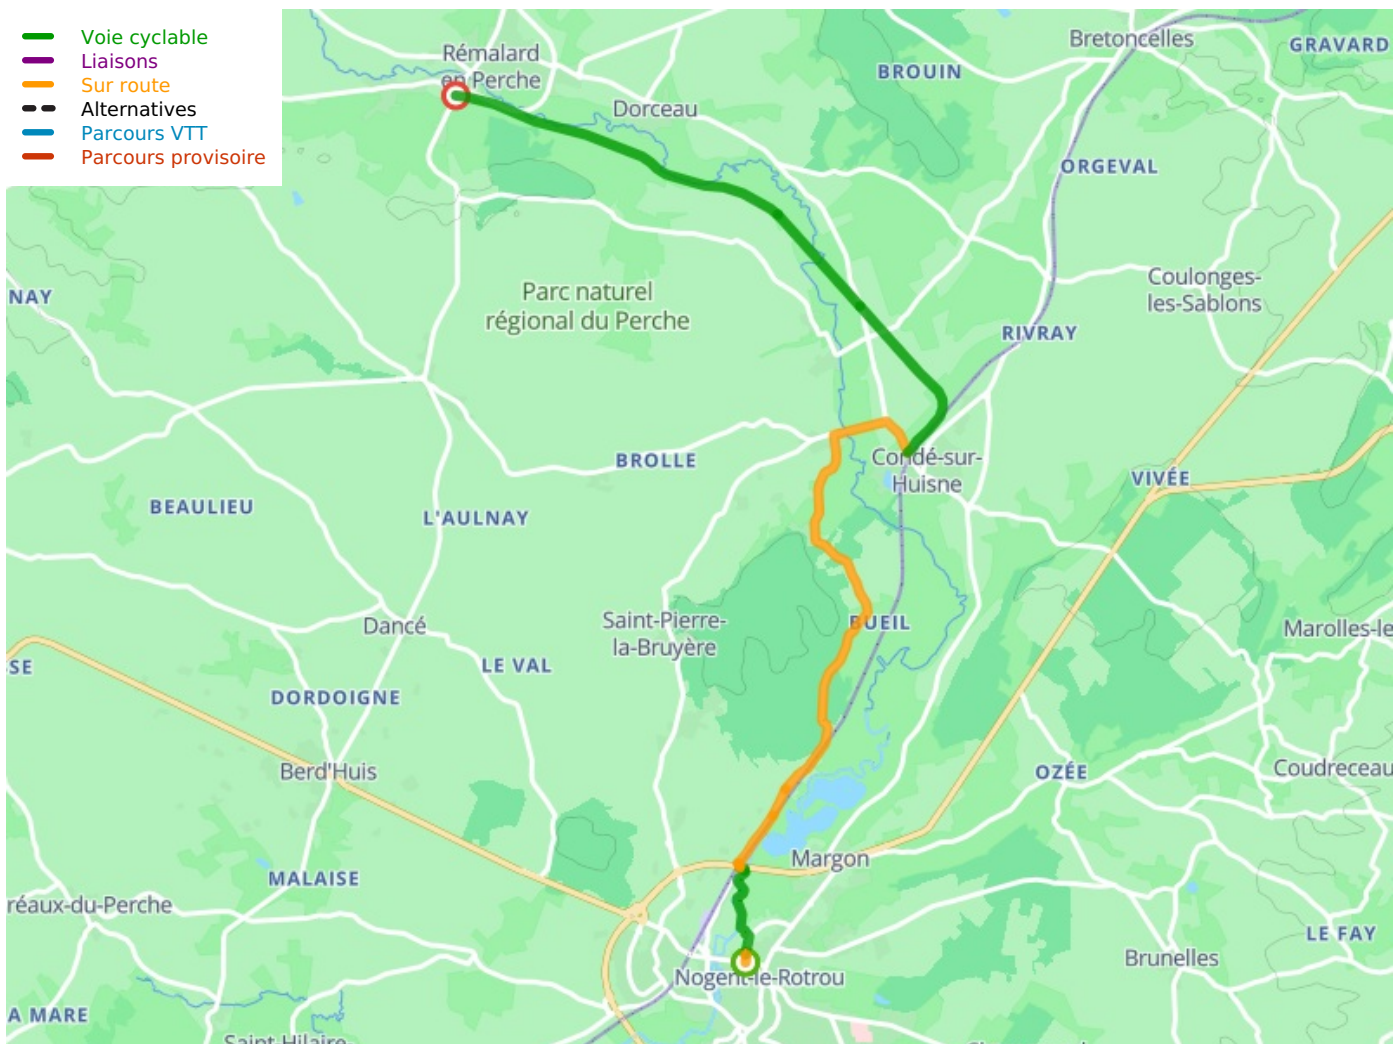 Voie cyclable
Liaisons
Sur route
Alternatives
Parcours VTT
Parcours provisoire
Rémalard
en Perche
Bretoncelles
GRAVARD
BROUIN
Dorceau
ORGEVAL
Coulonges-
les-Sablons
NAY
Parc naturel
régional du Perche
RIVRAY
BROLLE
Condé-sur-
Huisne
VIVÉE
BEAULIEU
L'AULNAY
Dancé
Saint-Pierre-
la-Bruyère
BUEIL
Marolles-le
SE
LE VAL
DORDOIGNE
Berd'Huis
OZÉE
Coudreceau
Margon
MALAISE
réaux-du-Perche
LE FAY
Brunelles
Nogent-le-Rotrou
A MARE
Saint-Hilaire-